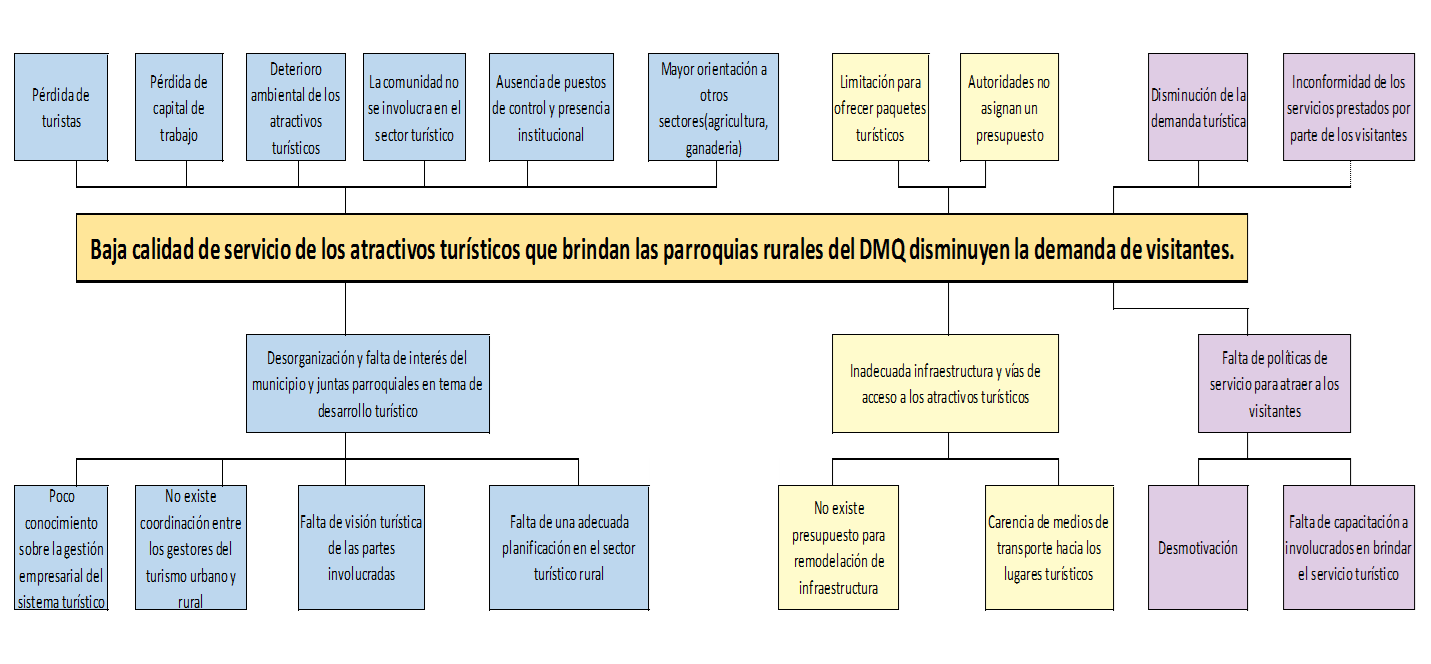 Pérdida de
turistas
Pérdida de
capital de
trabajo
Deterioro
ambiental de los
atractivos
turísticos
La comunidad no
se involucra en el
sector turístico
Ausencia de puestos
de control y presencia
institucional
Mayor orientación a
otros
sectores(agricultura,
ganaderia)
Limitación para
ofrecer paquetes
turísticos
Autoridades no
asignan un
presupuesto
Disminución de la
demanda turística
Inconformidad de los
servicios prestados por
parte de los visitantes
Baja calidad de servicio de los atractivos turísticos que brindan las parroquias rurales del DMQ disminuyen la demanda de visitantes.
Desorganización y falta de interés del
municipio y juntas parroquiales en tema de
desarrollo turístico
Inadecuada infraestructura y vías de
acceso a los atractivos turísticos
Falta de políticas de
servicio para atraer a los
visitantes
Poco
conocimiento
sobre la gestión
empresarial del
sistema turístico
No existe
coordinación entre
los gestores del
turismo urbano y
rural
Falta de visión turística
de las partes
involucradas
Falta de una adecuada
planificación en el sector
turístico rural
No existe
presupuesto para
remodelación de
infraestructura
Carencia de medios de
transporte hacia los
lugares turísticos
Desmotivación
Falta de capacitación a
involucrados en brindar
el servicio turístico